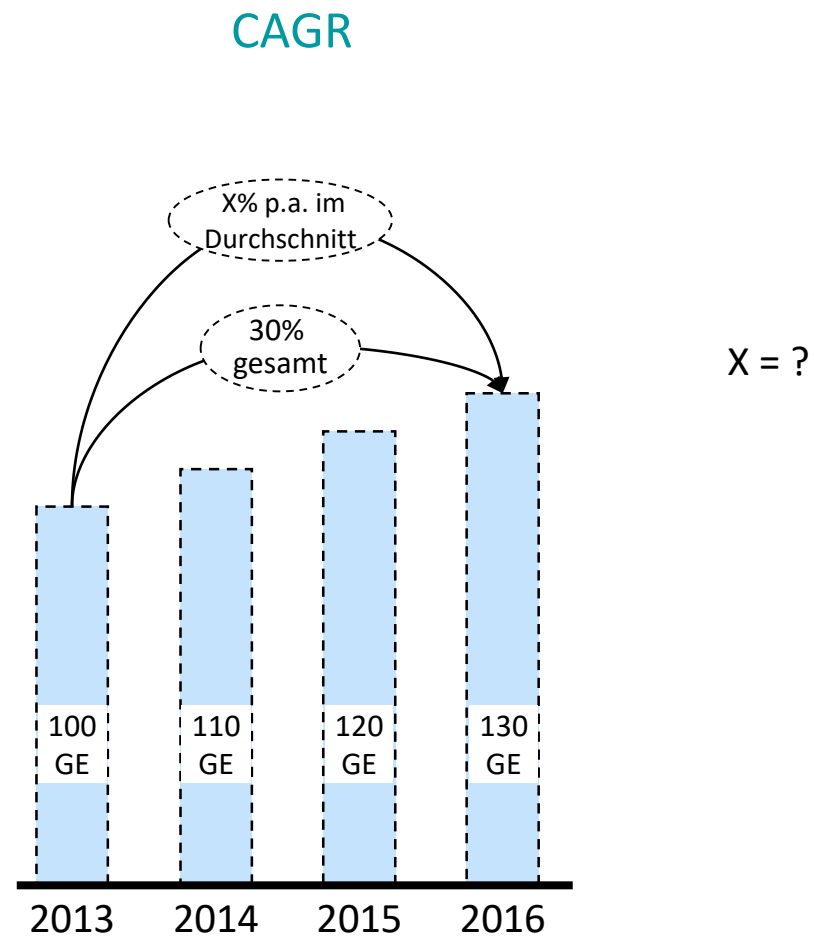 CAGR
X% p.a. im
Durchschnitt
30%
gesamt
X = ?
100
GE
110
GE
120
GE
130
GE
2013
2014
2015
2016